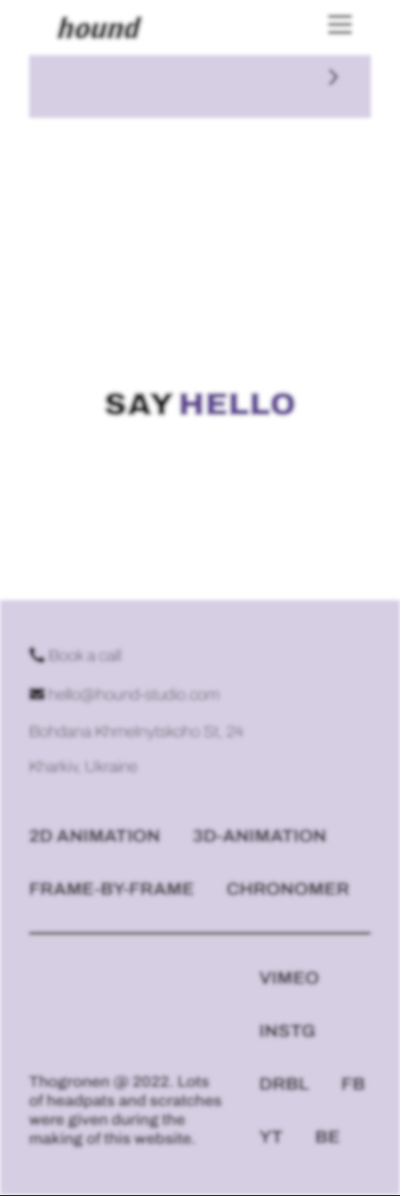 hound
SAY HELLO
Book a call
hello@hound-studio.com
Bohdana Khmelnytskoho St, 24
Kharkiv, Ukraine
2D ANIMATION 3D-ANIMATION
FRAME-BY-FRAME CHRONOMER
VIMEO
INSTG
DRBL FB
YT BE
Thogronen @ 2022. Lots
of headpats and scratches
were given during the
making of this website.